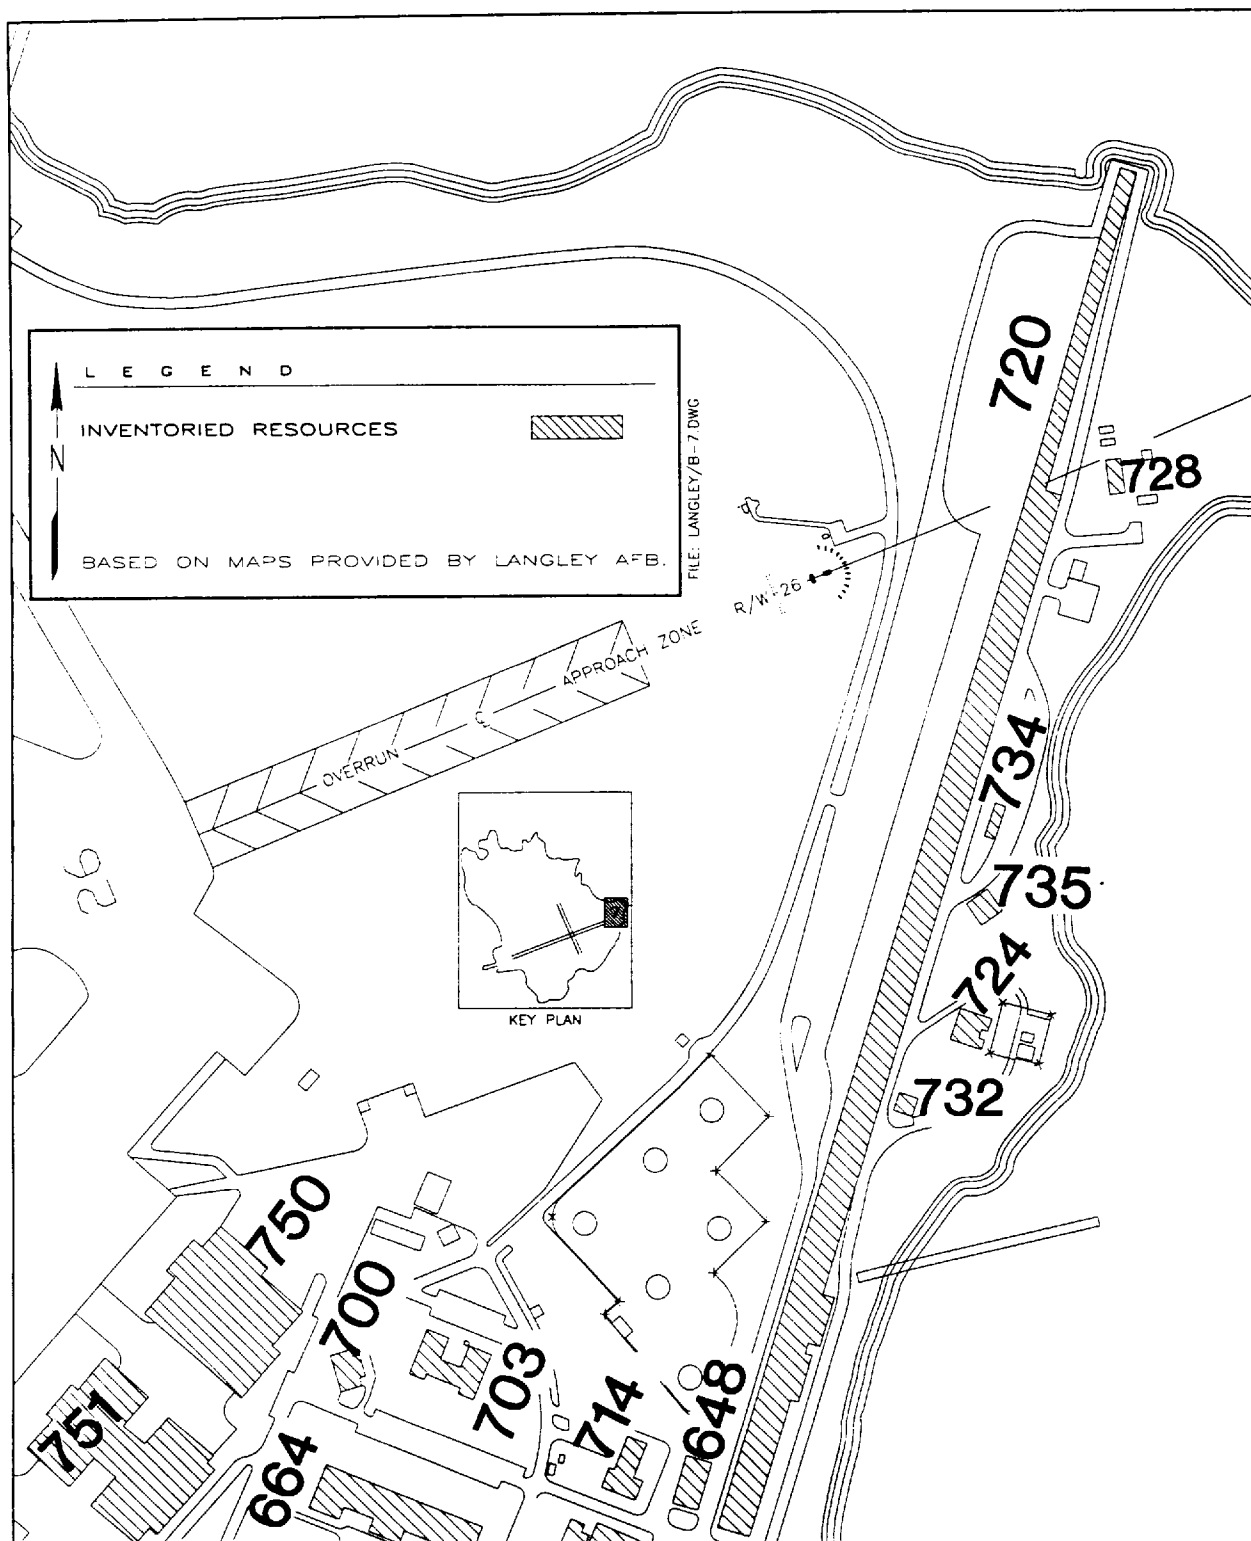 L E G E N D
INVENTORIED RESOURCES
N
BASED ON MAPS PROVIDED BY LANGLEY AFB.
FILE: LANGLEY/B-7.DWG
720
728
R/W-26
APPROACH ZONE
OVERRUN
734
26
735
7
KEY PLAN
724
732
750
700
703
751
714
648
664